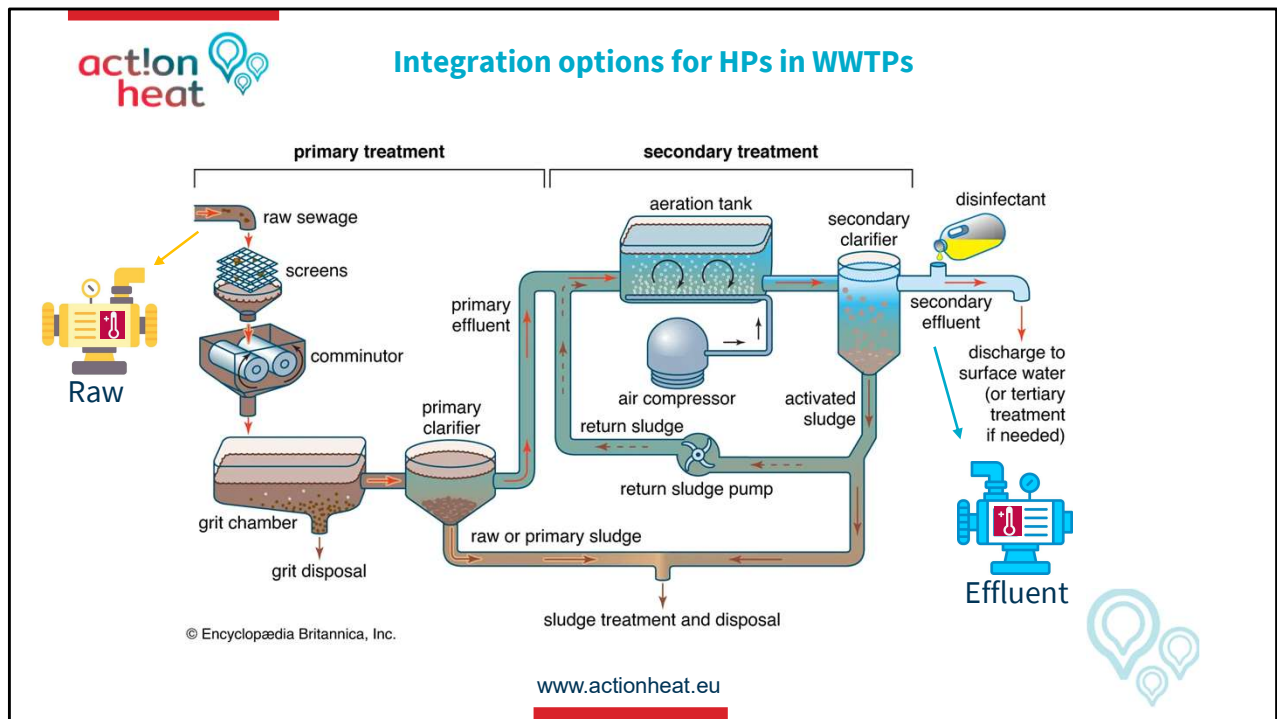 act!on
heat
Integration options for HPs in WWTPs
primary treatment
secondary treatment
raw sewage
screens
comminutor
Raw
grit chamber
grit disposal
primary
clarifier
primary
effluent
raw or primary sludge
aeration tank
air compressor
return sludge
return sludge pump
secondary
clarifier
activated
sludge
sludge treatment and disposal
disinfectant
secondary
effluent
discharge to
surface water
(or tertiary
treatment
if needed)
Effluent
© Encyclopædia Britannica, Inc.
www.actionheat.eu